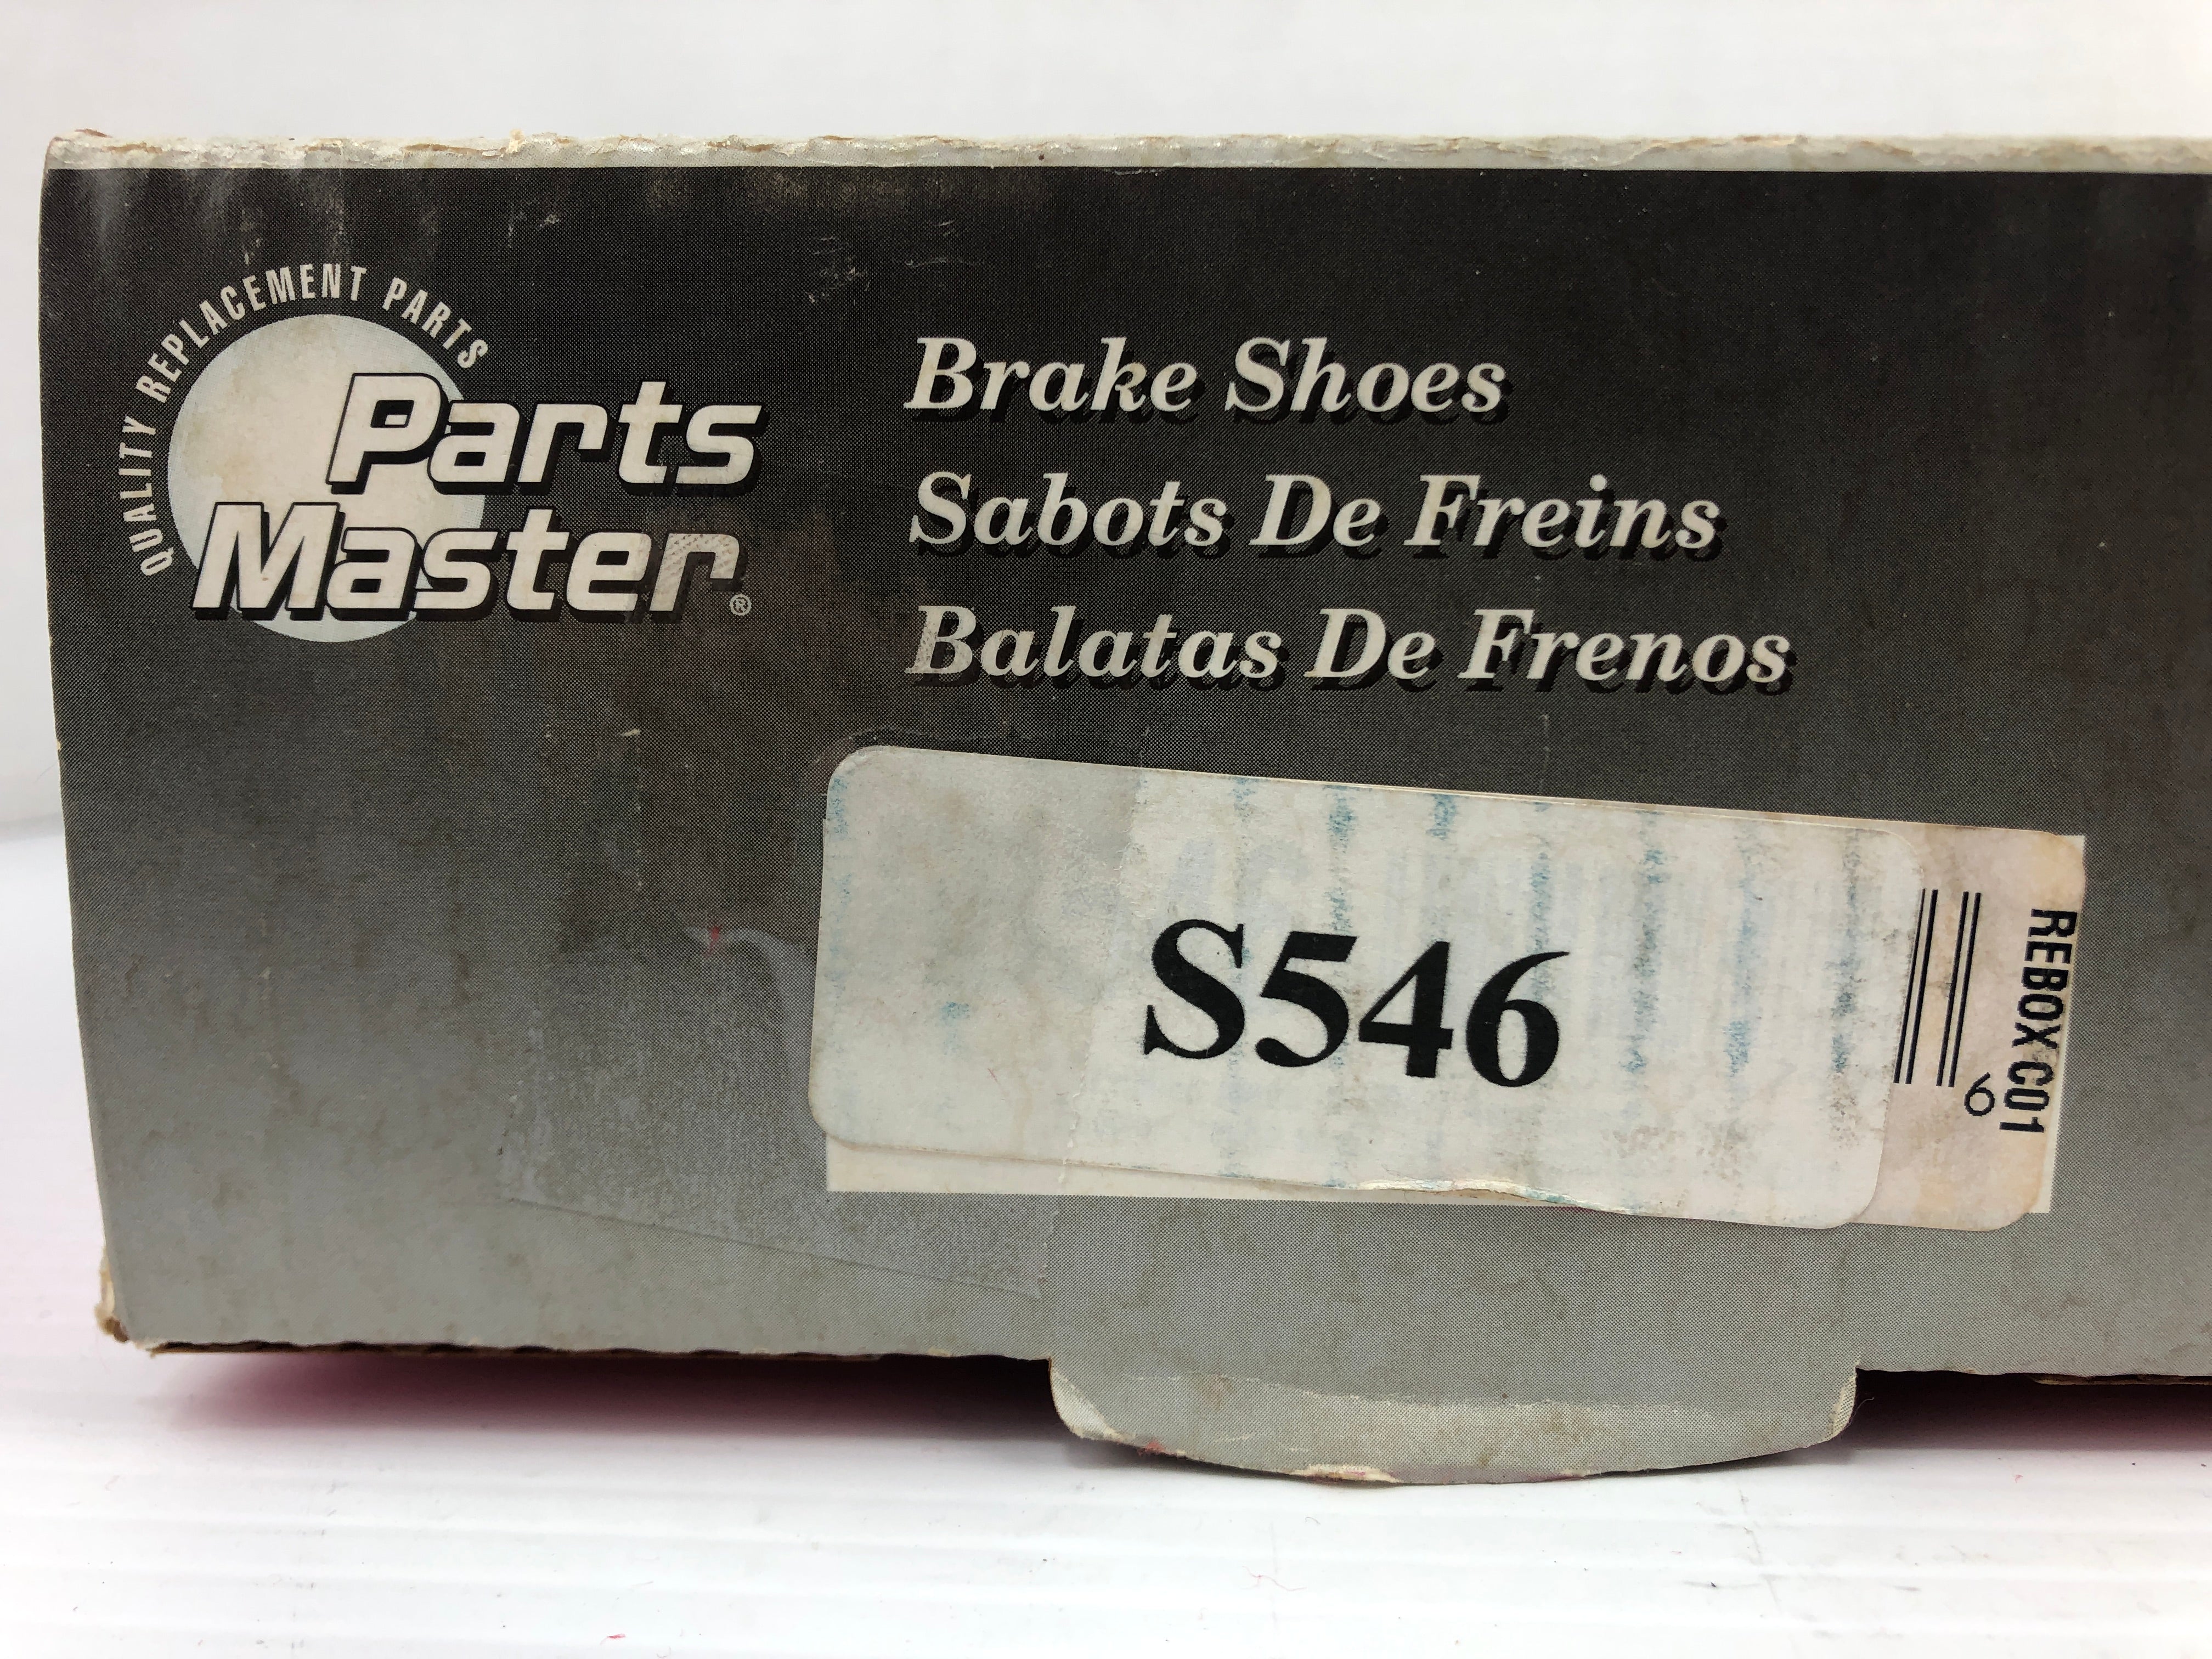 QUALITY REPLACEMENT PARTS
Parts
Master®
Brake Shoes
Sabots De Freins
Balatas De Frenos
S546
6
REBOX C01